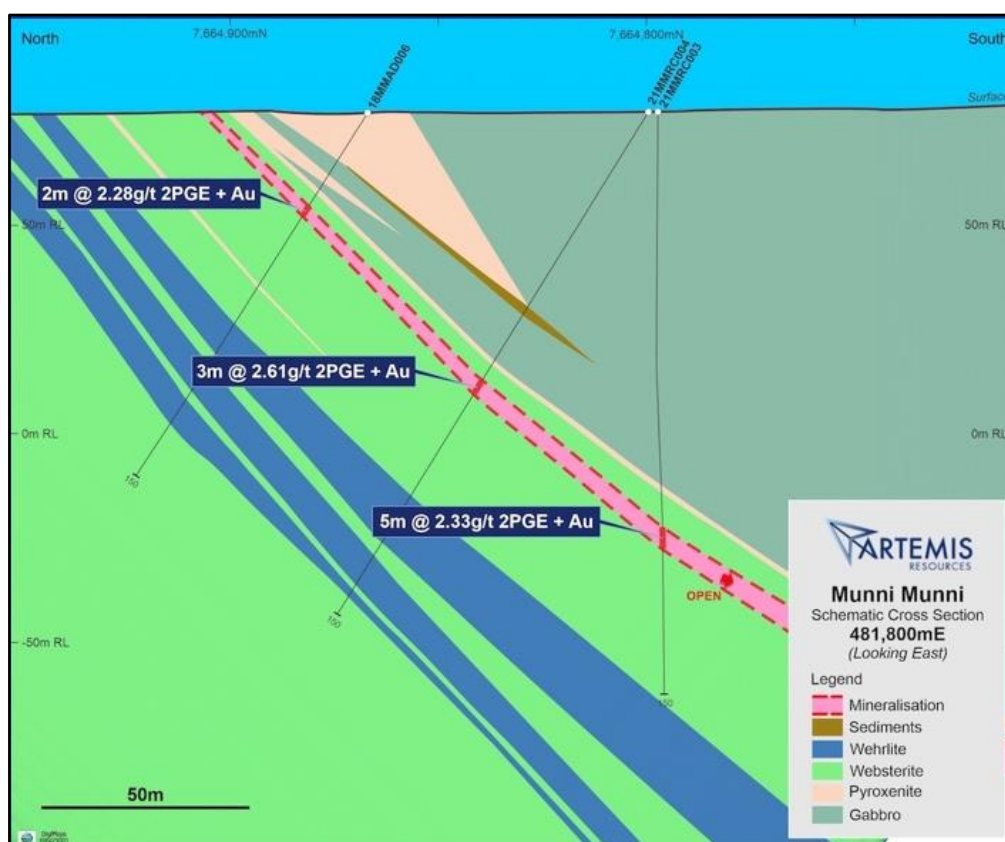 North
7,664,900mN
7,664,800mN
South
18MMAD006
21MMRC004
21MMRC003
Surface
2m @ 2.28g/t 2PGE + Au
50m RL
50m RL
3m @ 2.61g/t 2PGE + Au
0m RL
0m RL
150
5m @ 2.33g/t 2PGE + Au
OPEN
150
-50m RL
150
50m
ARTEMIS
RESOURCES
Munni Munni
Schematic Cross Section
481,800mE
(Looking East)
Legend
Mineralisation
Sediments
Wehrlite
Websterite
Pyroxenite
Gabbro